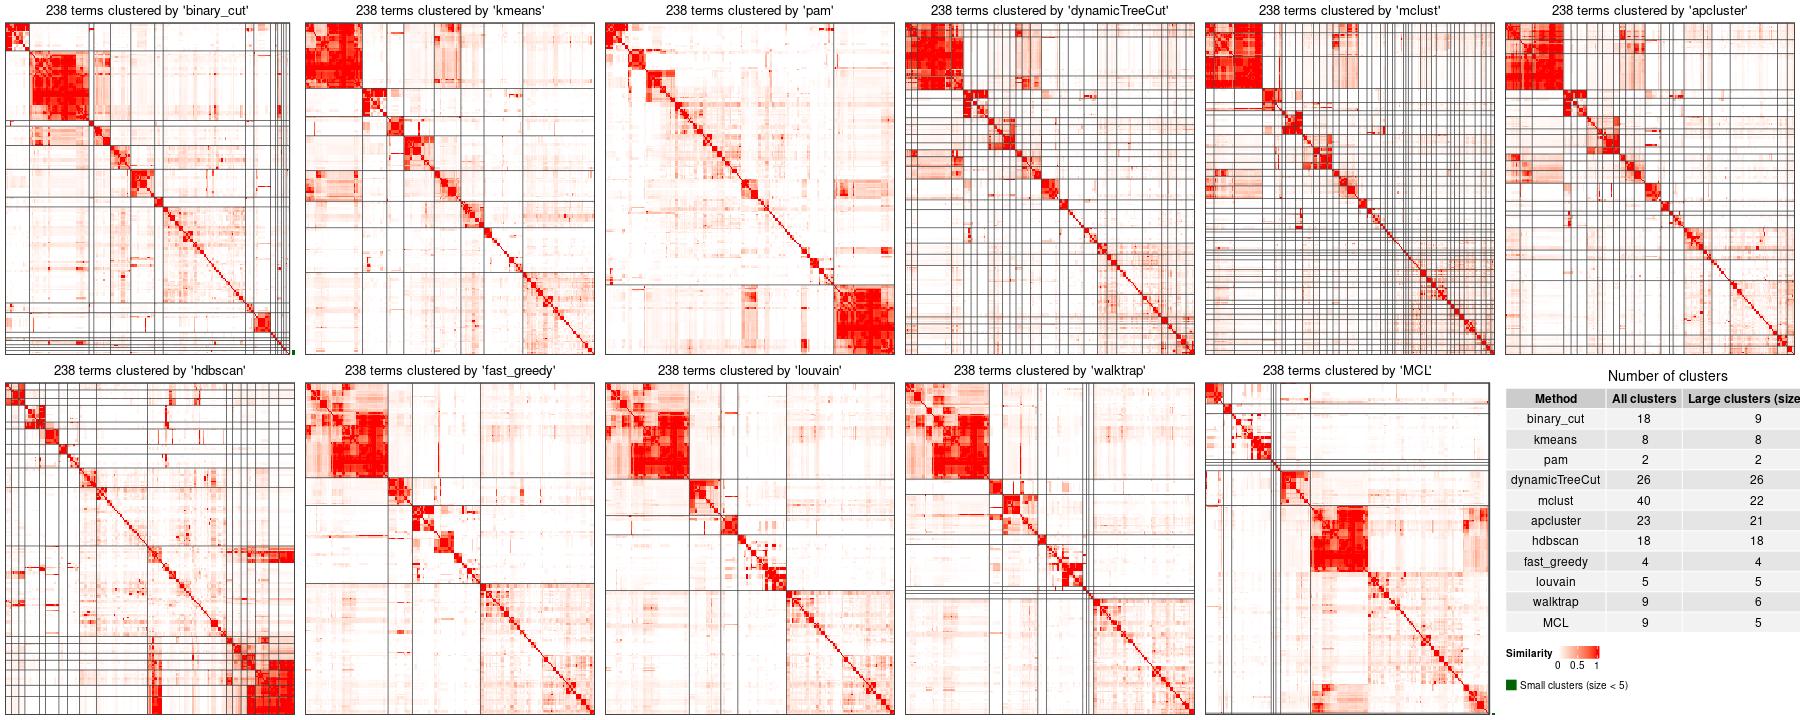 238 terms clustered by 'binary_cut'
238 terms clustered by 'kmeans'
238 terms clustered by 'pam'
238 terms clustered by 'dynamicTreeCut'
238 terms clustered by 'mclust'
238 terms clustered by 'apcluster'
238 terms clustered by 'hdbscan'
238 terms clustered by 'fast_greedy'
238 terms clustered by 'louvain'
238 terms clustered by 'walktrap'
238 terms clustered by 'MCL'
Number of clusters
Method All clusters Large clusters (size
binary_cut 18 9
kmeans 8 8
pam 2 2
dynamicTreeCut 26 26
mclust 40 22
apcluster 23 21
hdbscan 18 18
fast_greedy 4 4
louvain 5 5
walktrap 9 6
MCL 9 5
Similarity
0 0.5 1
Small clusters (size < 5)